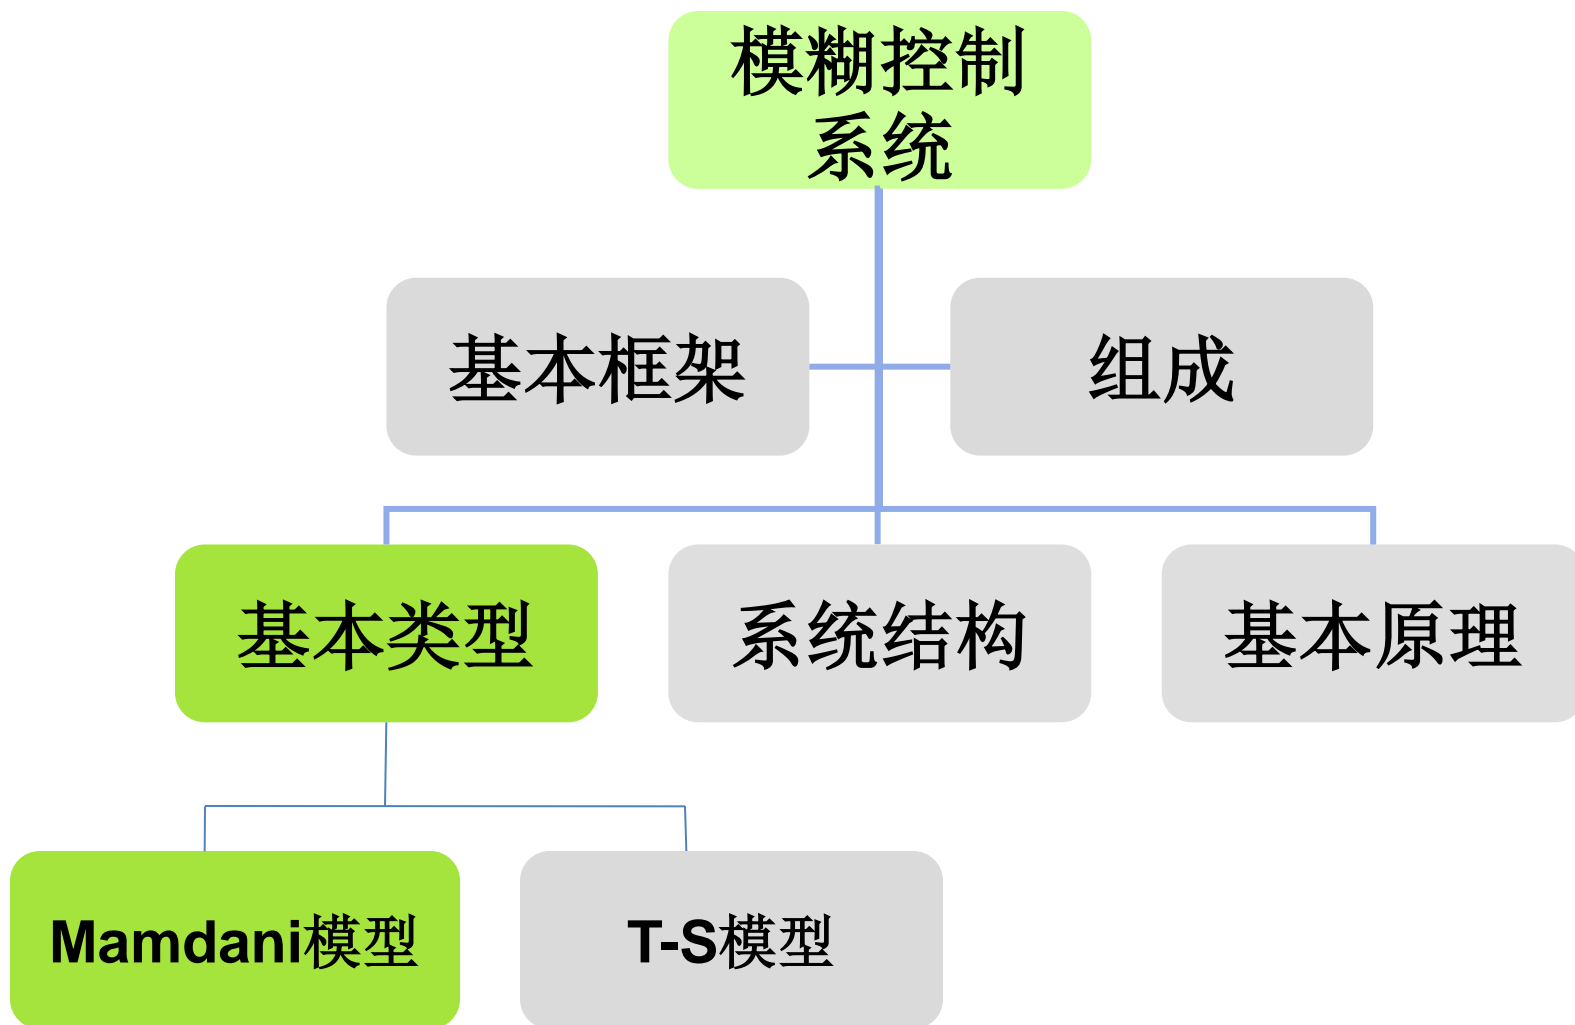 模糊控制
系统
基本框架
组成
基本类型
系统结构
基本原理
Mamdani模型
T-S模型